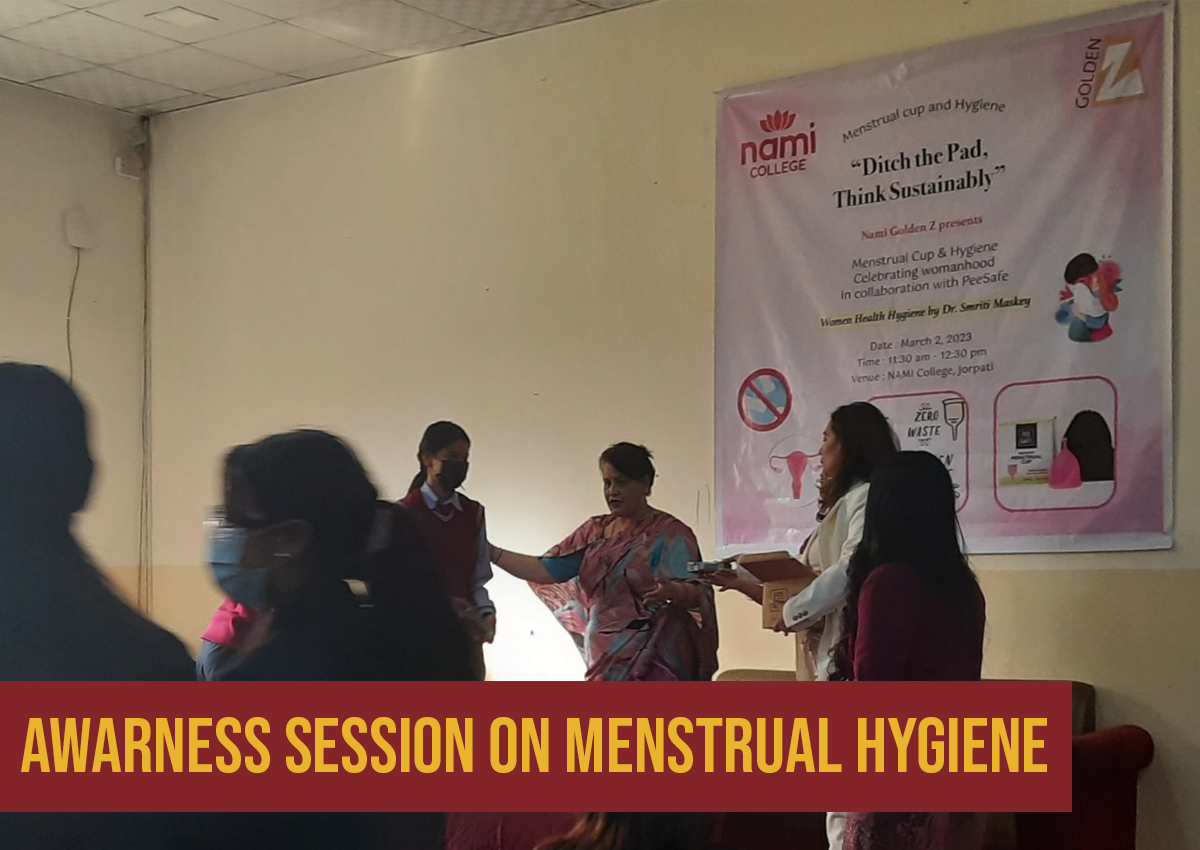 nami
COLLEGE
GOLDEN
Z
Menstrual cup and Hygiene
“Ditch the Pad,
Think Sustainably”
Nami Golden Z presents
Menstrual Cup & Hygiene
Celebrating womanhood
In collaboration with PeeSafe
Women Health Hygiene by Dr. Smriti Maskey
Date : March 2, 2023
Time : 11:30 am - 12:30 pm
Venue : NAMI College, Jorpati
ZERO
WASTE
MENSTRUAL
CUP
AWARNESS SESSION ON MENSTRUAL HYGIENE